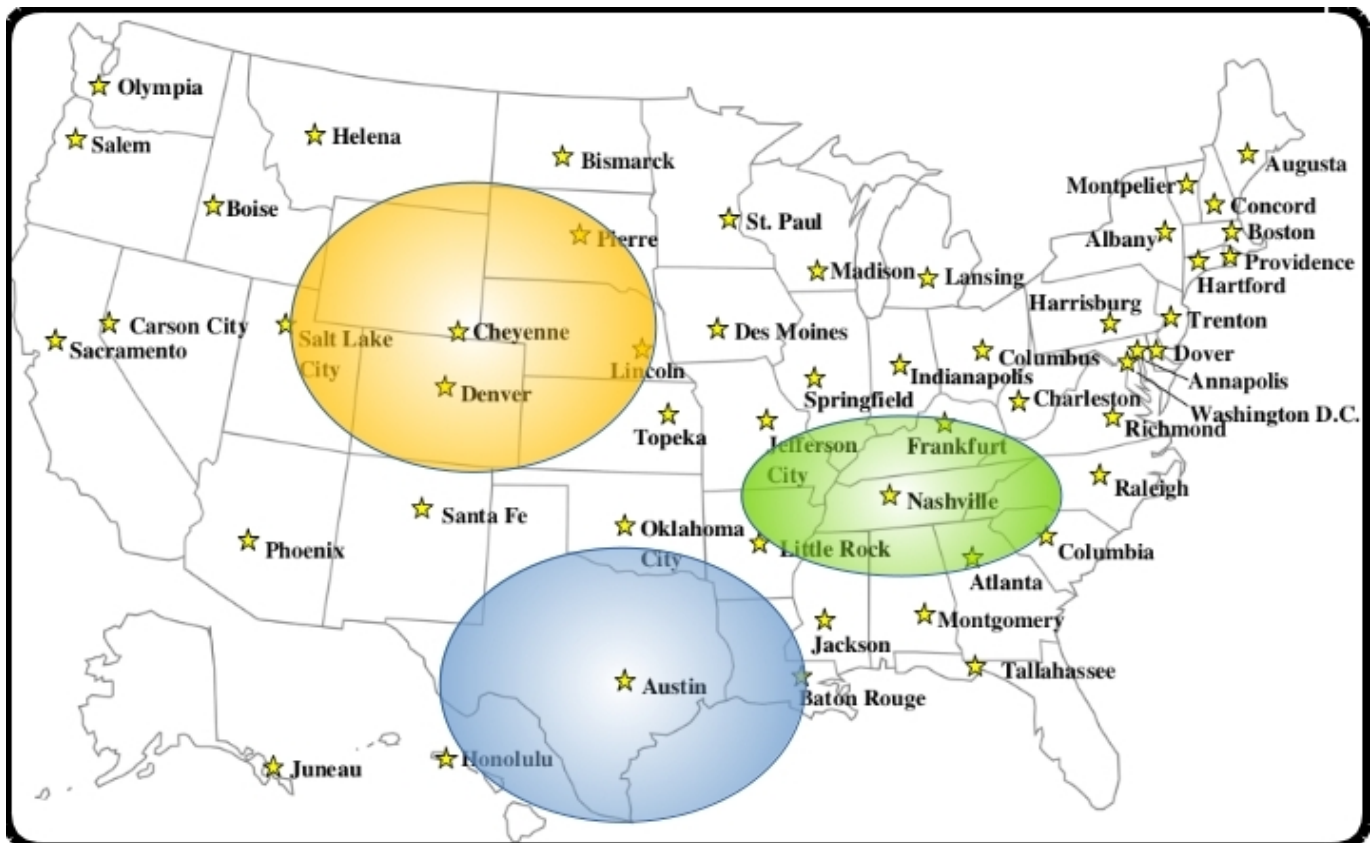 Olympia
Salem
Helena
Bismarck
Boise
Pierre
St. Paul
Madison
Lansing
Augusta
Montpelier
Concord
Albany
Boston
Providence
Hartford
Harrisburg
Trenton
Carson City
Sacramento
Salt Lake
City
Cheyenne
Denver
Lincoln
Des Moines
Topeka
Springfield
Indianapolis
Columbus
Dover
Annapolis
Washington D.C.
Charleston
Richmond
Jefferson
City
Frankfurt
Nashville
Raleigh
Phoenix
Santa Fe
Oklahoma
City
Little Rock
Columbia
Atlanta
Jackson
Montgomery
Tallahassee
Austin
Baton Rouge
Juneau
Honolulu